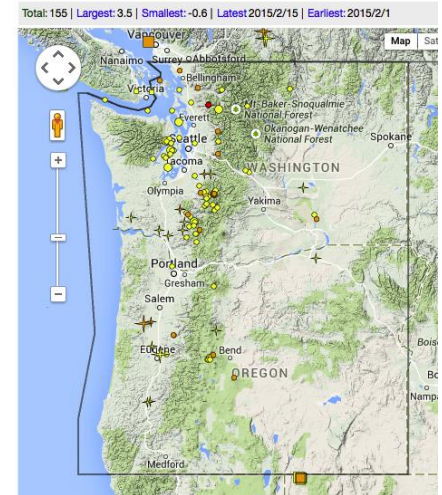 Total: 155 | Largest: 3.5 | Smallest: -0.6 | Latest 2015/2/15 | Earliest: 2015/2/1
Vancouver
Map Sat
Nanaimo Surrey Abbotsford
Bellingham
Victoria
Mt-Baker-Snoqualmie
National Forest
Everett
Okanogan-Wenatchee
National Forest
Seattle
Spokane
Tacoma
WASHINGTON
Olympia
Yakima
Portland
Gresham
Salem
Eugene
Bend
Boise
OREGON
Nampa
Medford